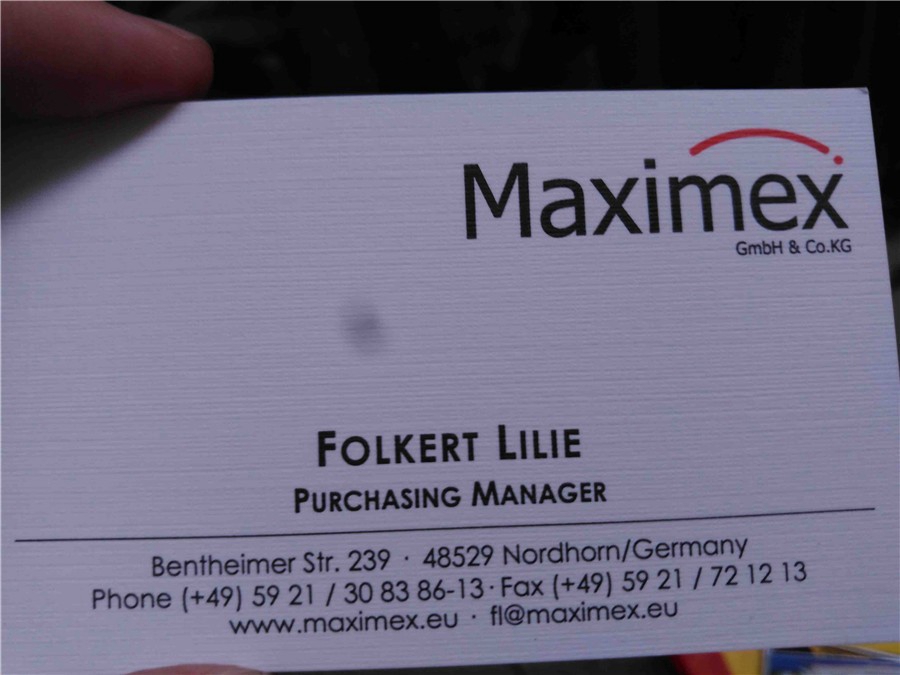 Maximex
GmbH & Co.KG
FOLKERT LILIE
PURCHASING MANAGER
Bentheimer Str. 239 · 48529 Nordhorn/Germany
Phone (+49) 59 21 / 30 83 86-13 · Fax (+49) 59 21 / 72 12 13
www.maximex.eu · fl@maximex.eu